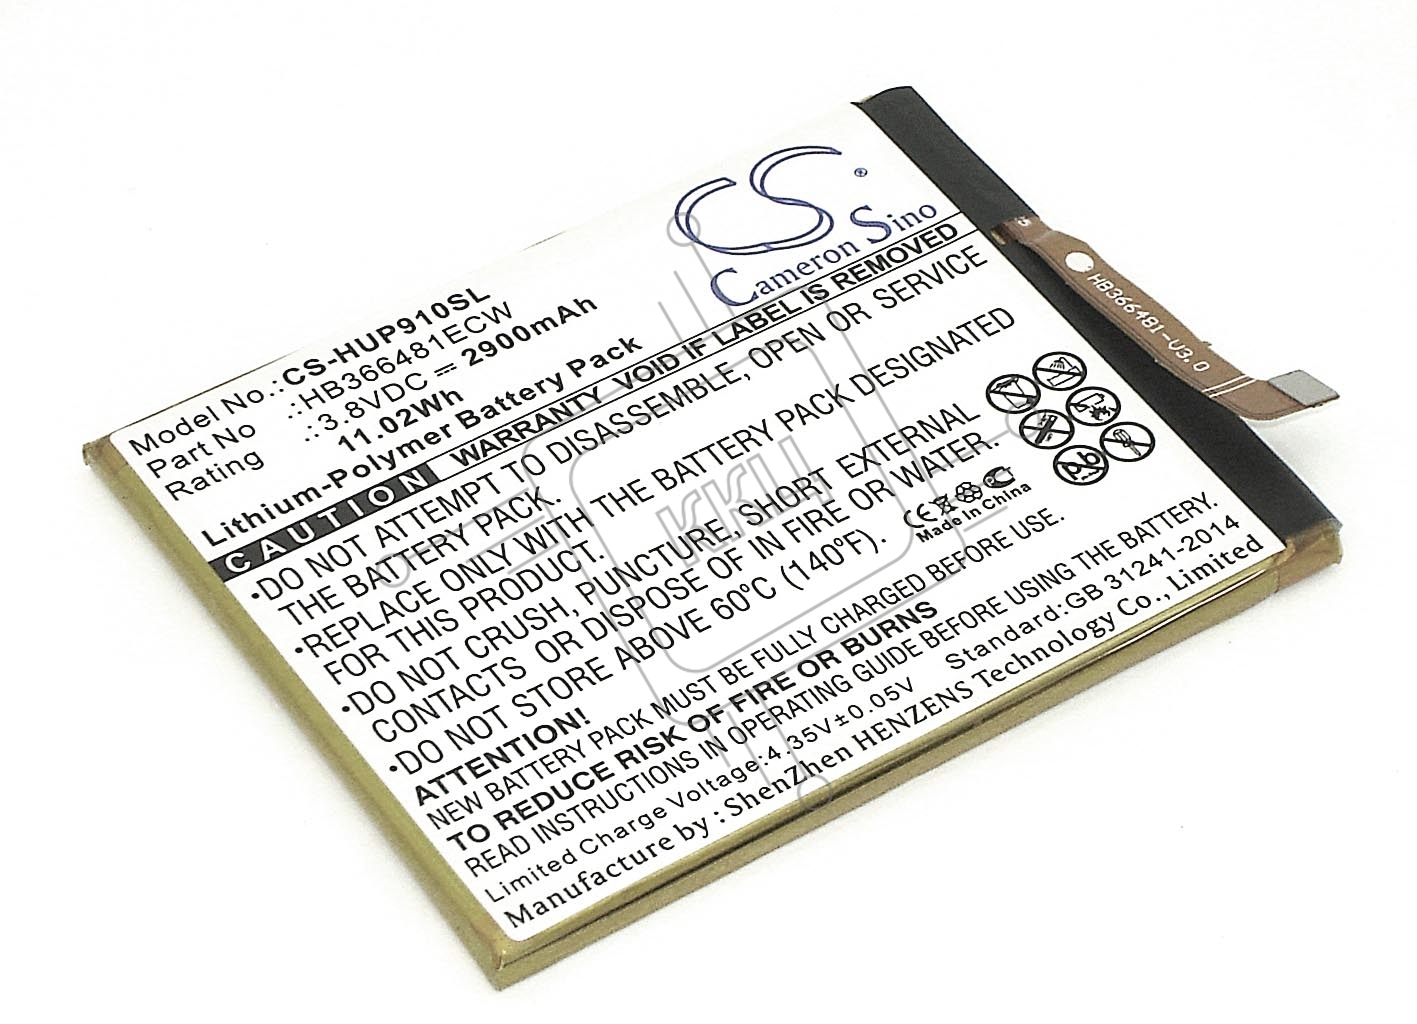 CS®
Cameron Sino
Model No.:CS-HUP910SL
Part No .:HB366481ECW
Rating .:3.8VDC = 2900mAh
11.02Wh
Lithium-Polymer Battery Pack
CAUTION WARRANTY VOID IF LABEL IS REMOVED
•DO NOT ATTEMPT TO DISASSEMBLE, OPEN OR SERVICE
THE BATTERY PACK.
•REPLACE ONLY WITH THE BATTERY PACK DESIGNATED
FOR THIS PRODUCT.
•DO NOT CRUSH, PUNCTURE, SHORT EXTERNAL
CONTACTS OR DISPOSE OF IN FIRE OR WATER.
•DO NOT STORE ABOVE 60°C (140°F).
Pb
CE
Made In China
ATTENTION!
NEW BATTERY PACK MUST BE FULLY CHARGED BEFORE USE.
TO REDUCE RISK OF FIRE OR BURNS
READ INSTRUCTIONS IN OPERATING GUIDE BEFORE USING THE BATTERY.
Limited Charge Voltage:4.35V±0.05V Standard:GB 31241-2014
Manufacture by : ShenZhen HENZENS Technology Co., Limited
HB366481-V3.0
ККЦ